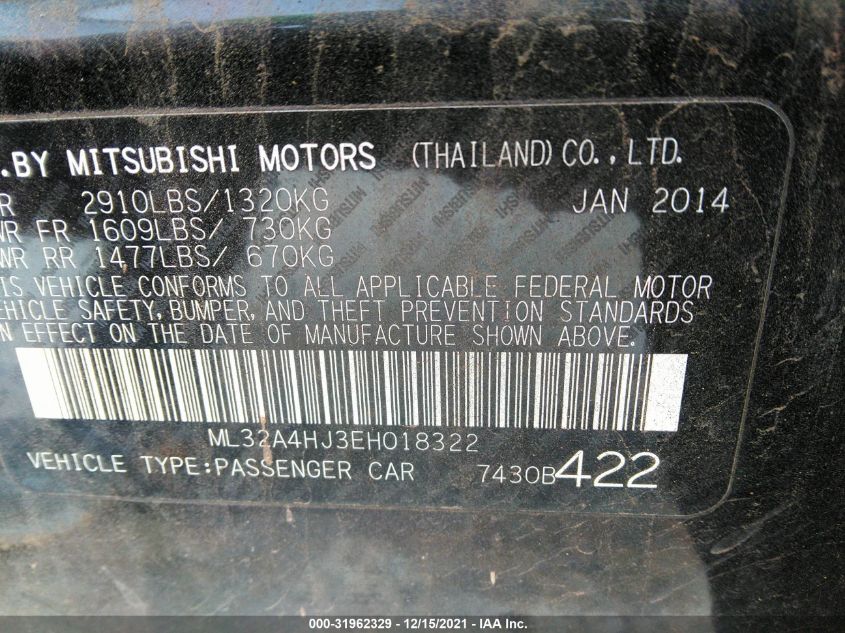 .BY MITSUBISHI MOTORS (THAILAND) CO., LTD.
R 2910LBS/1320KG JAN 2014
WR FR 1609LBS/ 730KG
WR RR 1477LBS/ 670KG
IS VEHICLE CONFORMS TO ALL APPLICABLE FEDERAL MOTOR
EHICLE SAFETY, BUMPER, AND THEFT PREVENTION STANDARDS
N EFFECT ON THE DATE OF MANUFACTURE SHOWN ABOVE.
ML32A4HJ3EH018322
VEHICLE TYPE:PASSENGER CAR 7430B422
000-31962329 - 12/15/2021 - IAA Inc.